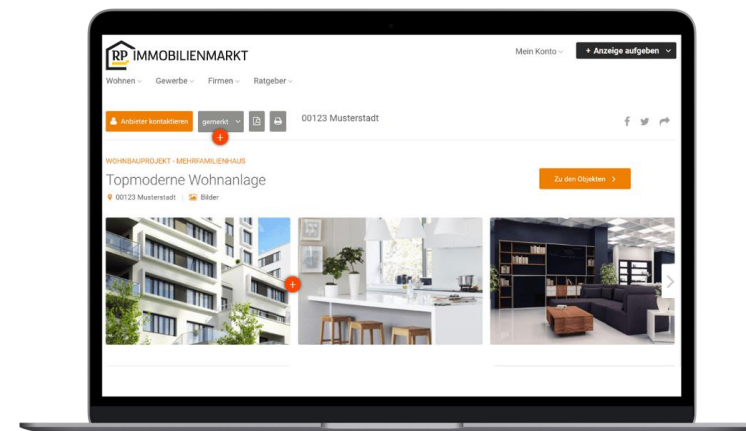 RP IMMOBILIENMARKT
Mein Konto
+ Anzeige aufgeben
Wohnen Gewerbe Firmen Ratgeber
Anbieter kontaktieren gemerkt 00123 Musterstadt
+
WOHNBAUPROJEKT - MEHRFAMILIENHAUS
Topmoderne Wohnanlage
00123 Musterstadt | Bilder
Zu den Objekten >
+